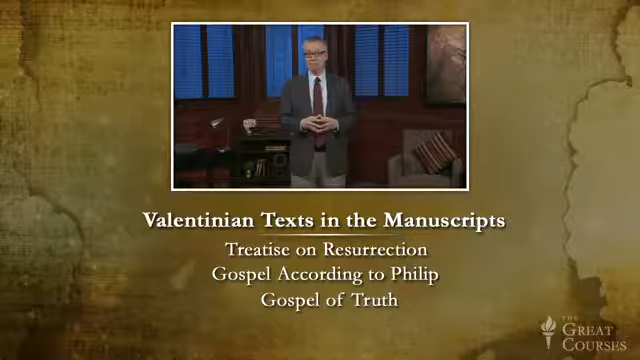 Valentinian Texts in the Manuscripts
Treatise on Resurrection
Gospel According to Philip
Gospel of Truth
THE
GREAT
COURSES